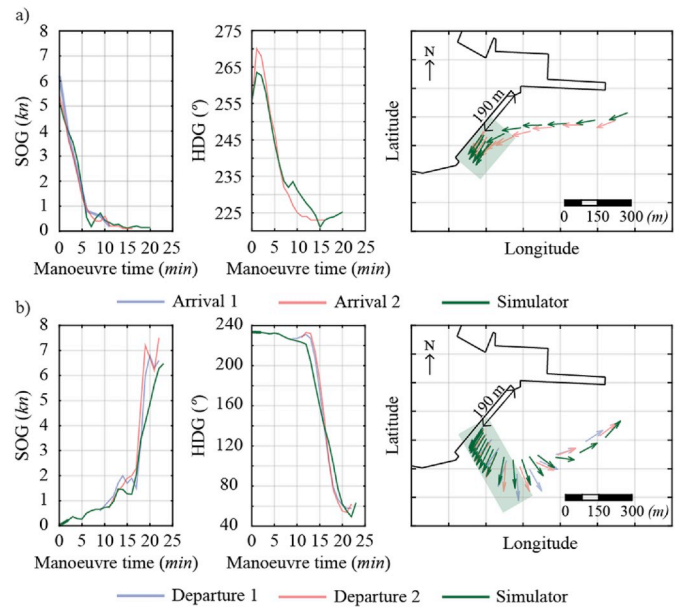 a)
SOG (kn)
8
7
6
5
4
3
2
1
0
0 5 10 15 20 25
Manoeuvre time (min)
HDG (°)
275
265
255
245
235
225
0 5 10 15 20 25
Manoeuvre time (min)
Latitude
N
190 m
0 150 300 (m)
Longitude
Arrival 1 Arrival 2 Simulator
b)
SOG (kn)
8
7
6
5
4
3
2
1
0
0 5 10 15 20 25
Manoeuvre time (min)
HDG (°)
240
200
160
120
80
40
0 5 10 15 20 25
Manoeuvre time (min)
Latitude
N
190 m
0 150 300 (m)
Longitude
Departure 1 Departure 2 Simulator